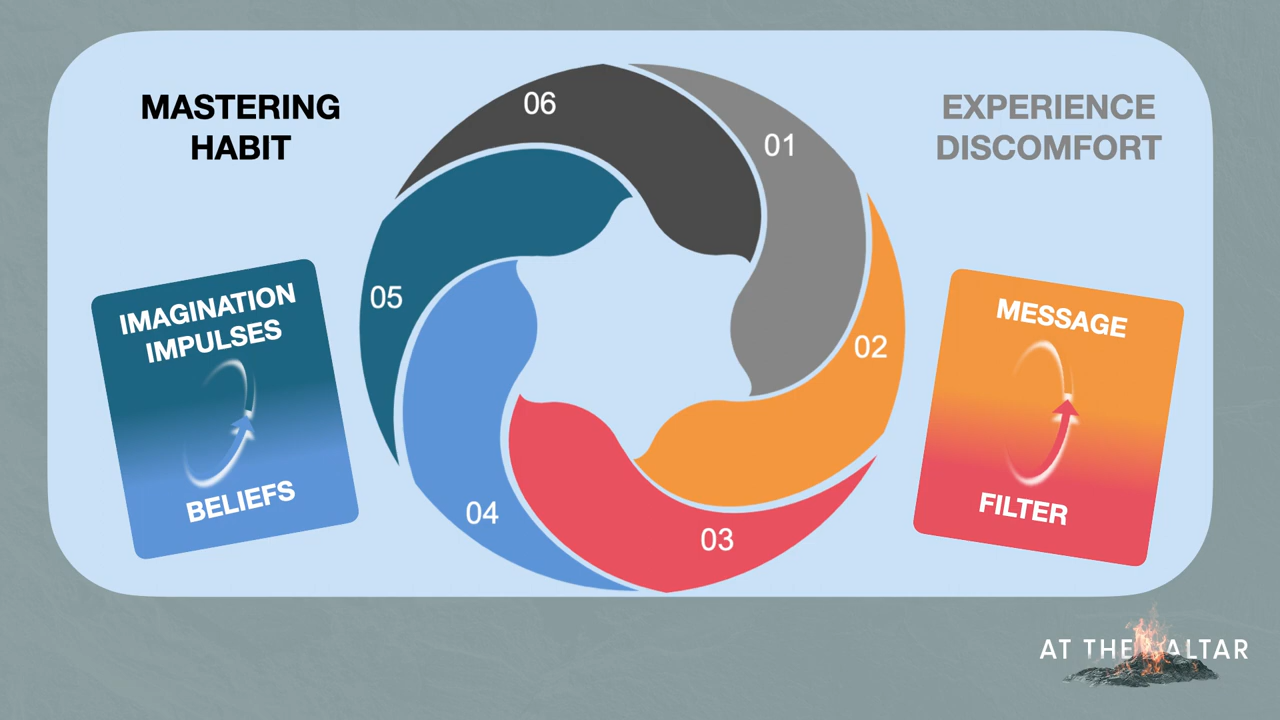 MASTERING
HABIT
EXPERIENCE
DISCOMFORT
06
01
05
02
04
03
IMAGINATION
IMPULSES
BELIEFS
MESSAGE
FILTER
AT THE ALTAR